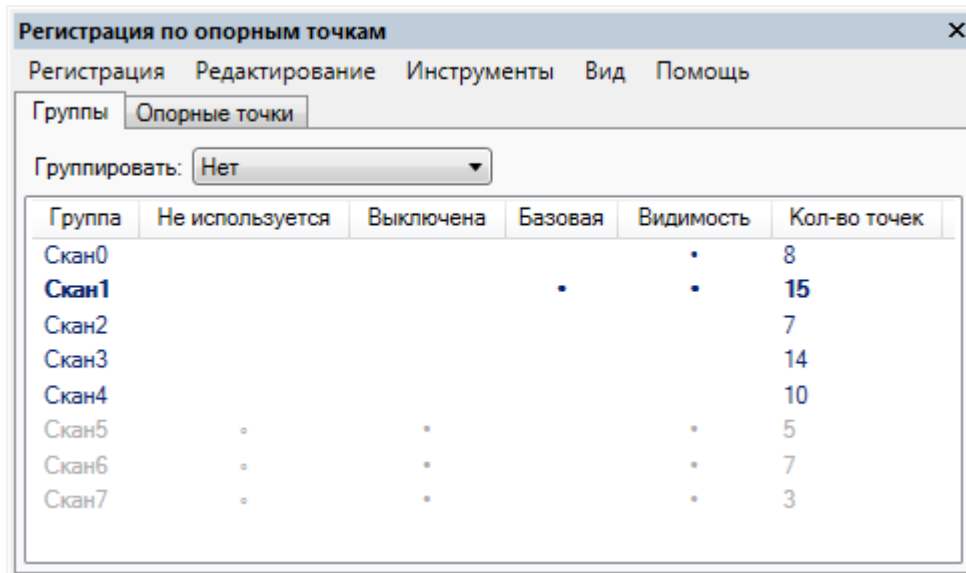 Регистрация по опорным точкам
Регистрация Редактирование Инструменты Вид Помощь
Группы Опорные точки
Группировать: Нет
Группа Не используется Выключена Базовая Видимость Кол-во точек
Скан0 • 8
Скан1 • • 15
Скан2 7
Скан3 14
Скан4 10
Скан5 ∘ • • 5
Скан6 ∘ • • 7
Скан7 ∘ • • 3